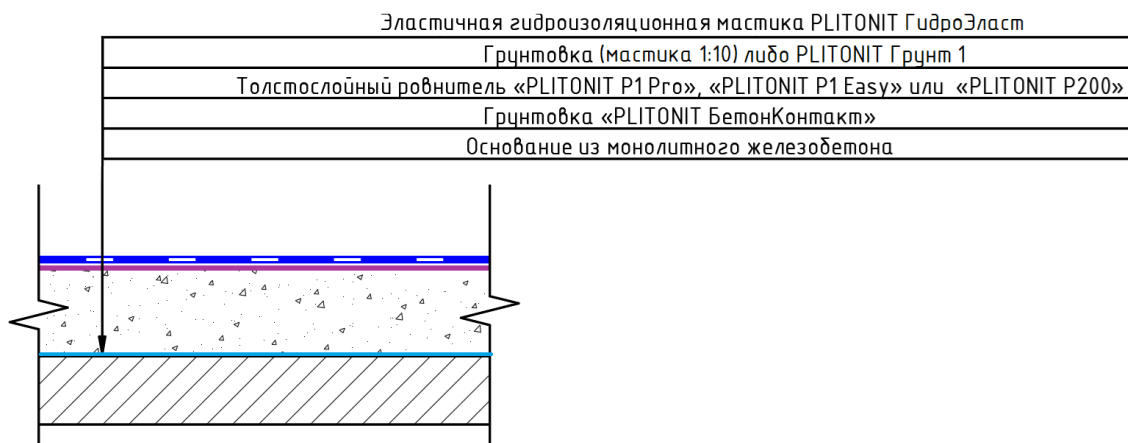 Эластичная гидроизоляционная мастика PLITONIT ГидроЭласт
Грунтовка (мастика 1:10) либо PLITONIT Грунт 1
Толстослойный ровнитель «PLITONIT P1 Pro», «PLITONIT P1 Easy» или «PLITONIT P200»
Грунтовка «PLITONIT БетонКонтакт»
Основание из монолитного железобетона